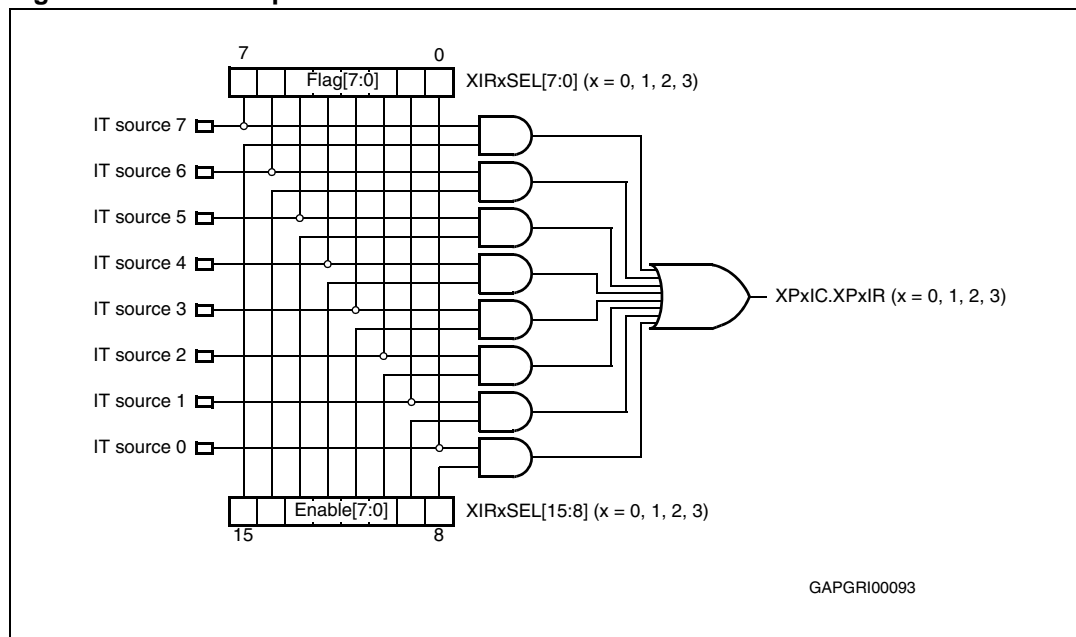 7
0
Flag[7:0]
XIRxSEL[7:0] (x = 0, 1, 2, 3)
IT source 7
IT source 6
IT source 5
IT source 4
IT source 3
IT source 2
IT source 1
IT source 0
XPxIC.XPxIR (x = 0, 1, 2, 3)
Enable[7:0]
XIRxSEL[15:8] (x = 0, 1, 2, 3)
15
8
GAPGRI00093